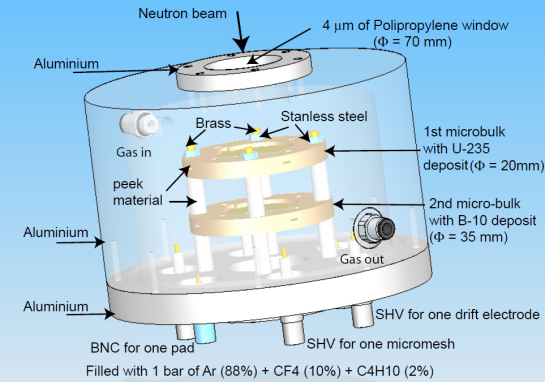 Neutron beam
4 µm of Polipropylene window
(Φ = 70 mm)
Aluminium
Brass
Stanless steel
Gas in
1st microbulk
with U-235
deposit(Φ = 20mm)
peek
material
2nd micro-bulk
with B-10 deposit
(Φ = 35 mm)
Aluminium
Gas out
Aluminium
SHV for one drift electrode
BNC for one pad
SHV for one micromesh
Filled with 1 bar of Ar (88%) + CF4 (10%) + C4H10 (2%)